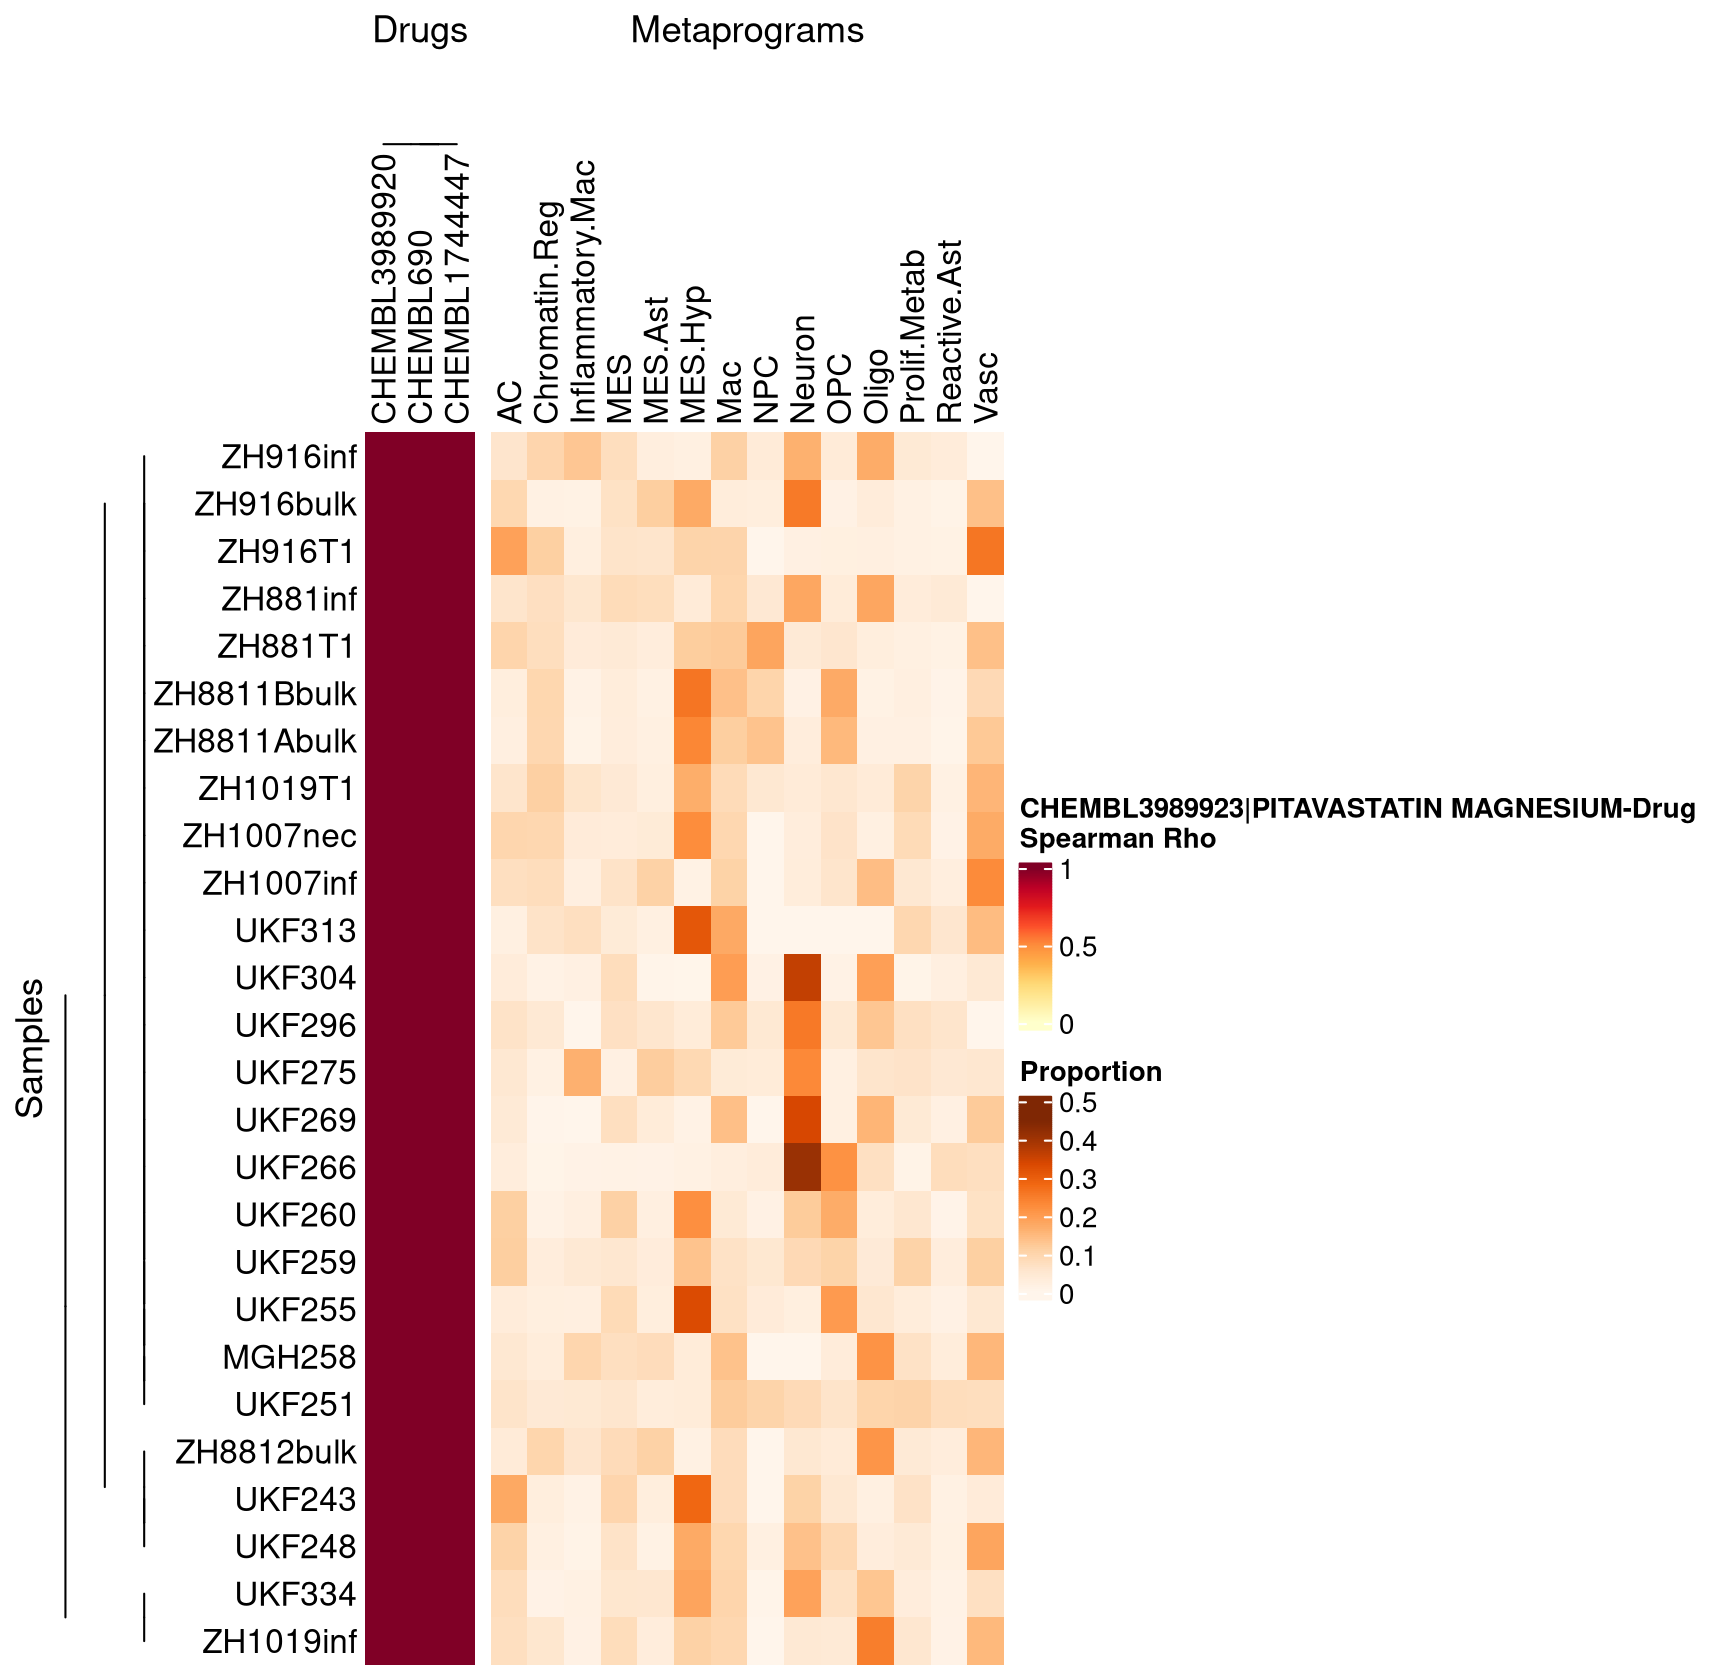 Drugs Metaprograms
CHEMBL3989920
CHEMBL690
CHEMBL1744447
AC
Chromatin.Reg
Inflammatory.Mac
MES
MES.Ast
MES.Hyp
Mac
NPC
Neuron
OPC
Oligo
Prolif.Metab
Reactive.Ast
Vasc
Samples
ZH916inf
ZH916bulk
ZH916T1
ZH881inf
ZH881T1
ZH8811Bbulk
ZH8811Abulk
ZH1019T1
ZH1007nec
ZH1007inf
UKF313
UKF304
UKF296
UKF275
UKF269
UKF266
UKF260
UKF259
UKF255
MGH258
UKF251
ZH8812bulk
UKF243
UKF248
UKF334
ZH1019inf
CHEMBL3989923|PITAVASTATIN MAGNESIUM-Drug
Spearman Rho
1
0.5
0
Proportion
0.5
0.4
0.3
0.2
0.1
0